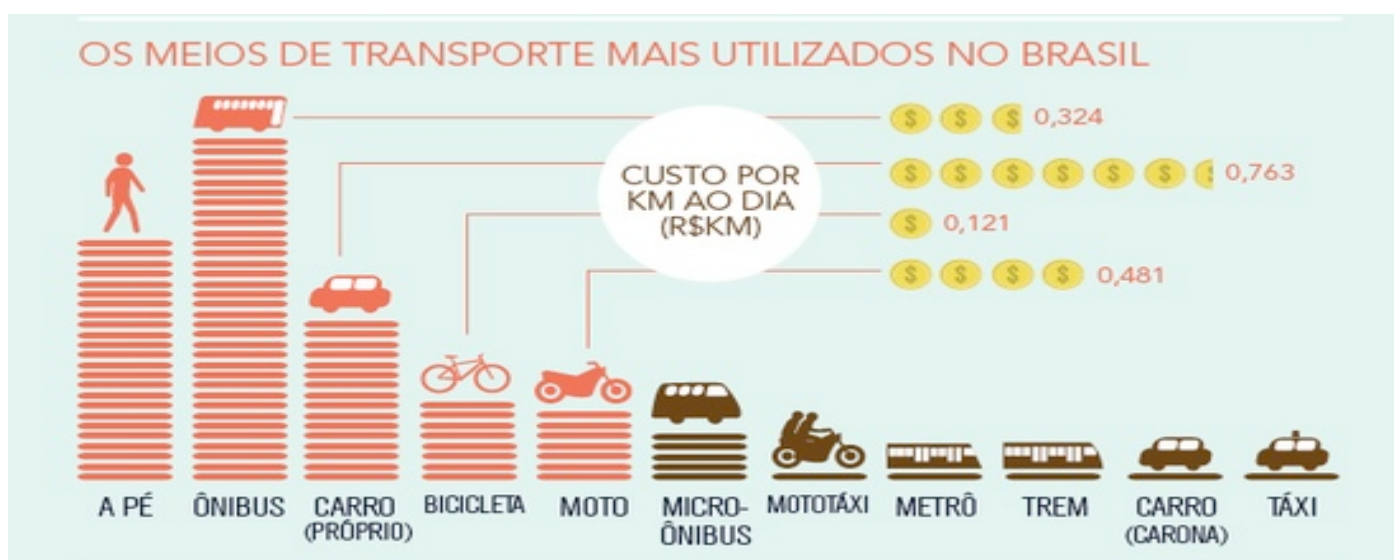 OS MEIOS DE TRANSPORTE MAIS UTILIZADOS NO BRASIL
CUSTO POR
KM AO DIA
(R$KM)
$ $ $ 0,324
$ $ $ $ $ $ $ 0,763
$ 0,121
$ $ $ $ 0,481
A PÉ
ÔNIBUS
CARRO
(PRÓPRIO)
BICICLETA
MOTO
MICRO-
ÔNIBUS
MOTOTÁXI
METRÔ
TREM
CARRO
(CARONA)
TÁXI